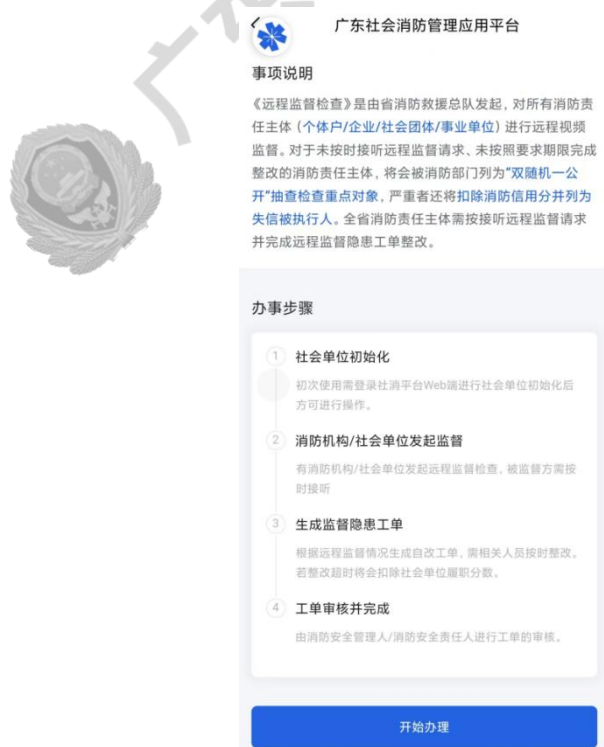 广东社会消防管理应用平台
事项说明
《远程监督检查》是由省消防救援总队发起，对所有消防责
任主体（个体户/企业/社会团体/事业单位）进行远程视频
监督。对于未按时接听远程监督请求、未按照要求期限完成
整改的消防责任主体，将会被消防部门列为“双随机一公
开”抽查检查重点对象，严重者还将扣除消防信用分并列为
失信被执行人。全省消防责任主体需按接听远程监督请求
并完成远程监督隐患工单整改。
办事步骤
1 社会单位初始化
初次使用需登录社消平台Web端进行社会单位初始化后
方可进行操作。
2 消防机构/社会单位发起监督
有消防机构/社会单位发起远程监督检查，被监督方需按
时接听
3 生成监督隐患工单
根据远程监督情况生成自改工单，需相关人员按时整改。
若整改超时将会扣除社会单位履职分数。
4 工单审核并完成
由消防安全管理人/消防安全责任人进行工单的审核。
开始办理